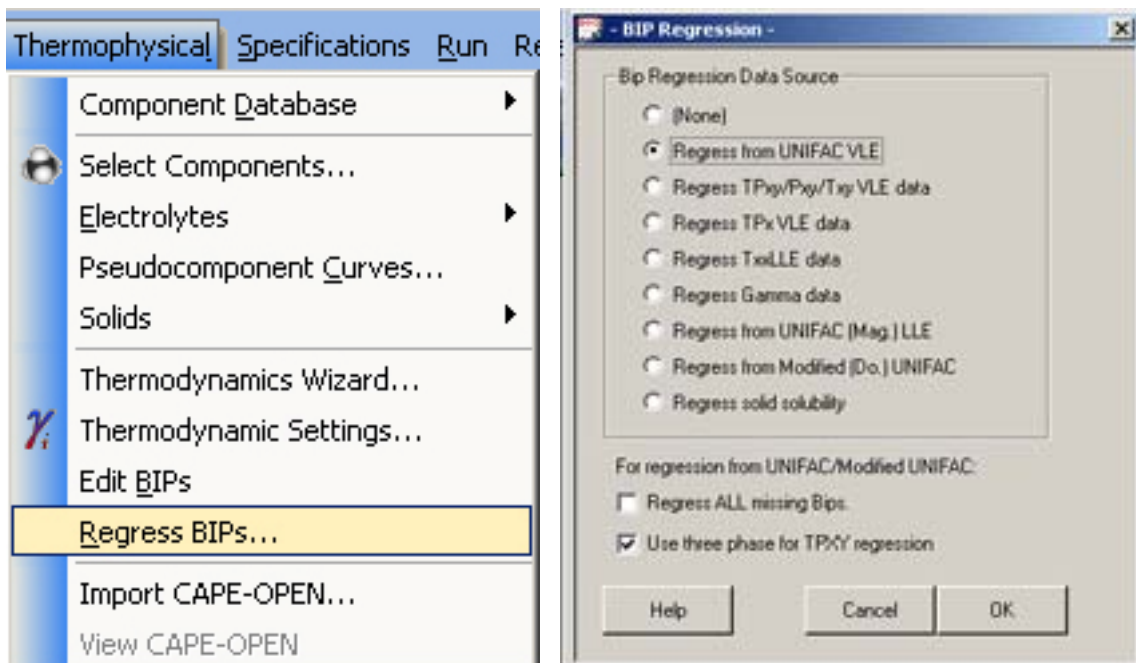 Thermophysical Specifications Run Re
Component Database
Select Components...
Electrolytes
Pseudocomponent Curves...
Solids
Thermodynamics Wizard...
Thermodynamic Settings...
Edit BIPs
Regress BIPs...
Import CAPE-OPEN...
View CAPE-OPEN
- BIP Regression -
Bip Regression Data Source
(None)
Regress from UNIFAC VLE
Regress TPxy/Pxy/Txy VLE data
Regress TPx VLE data
Regress TxxLLE data
Regress Gamma data
Regress from UNIFAC (Mag.) LLE
Regress from Modified (Do.) UNIFAC
Regress solid solubility
For regression from UNIFAC/Modified UNIFAC:
Regress ALL missing Bips.
Use three phase for TPXY regression
Help Cancel OK